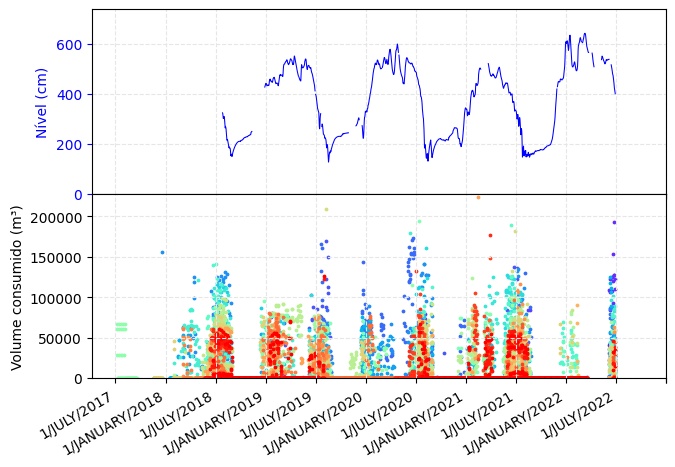 Nível (cm)
600
400
200
0
Volume consumido (m³)
200000
150000
100000
50000
0
1/JULY/2017
1/JANUARY/2018
1/JULY/2018
1/JANUARY/2019
1/JULY/2019
1/JANUARY/2020
1/JULY/2020
1/JANUARY/2021
1/JULY/2021
1/JANUARY/2022
1/JULY/2022